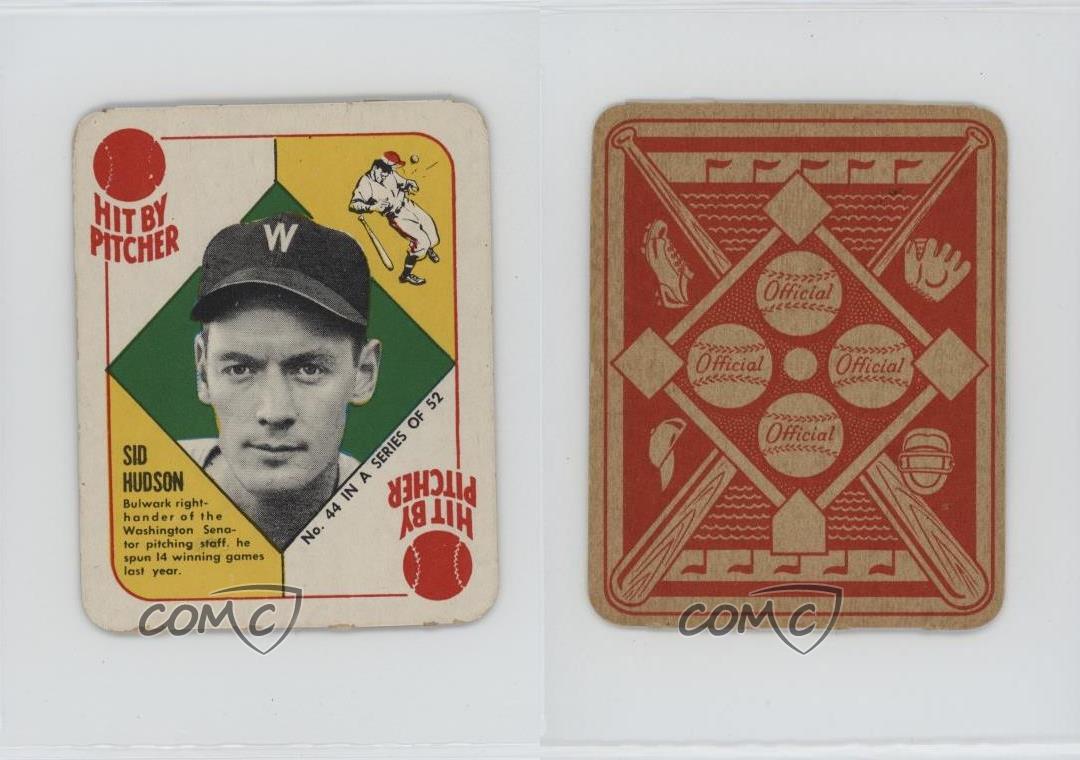 HIT BY
PITCHER
W
SID
HUDSON
Bulwark right-
hander of the
Washington Sena-
tor pitching staff. he
spun 14 winning games
last year.
No. 44 IN A SERIES OF 52
HIT BY
PITCHER
COMC
Official
Official
Official
Official
COMC